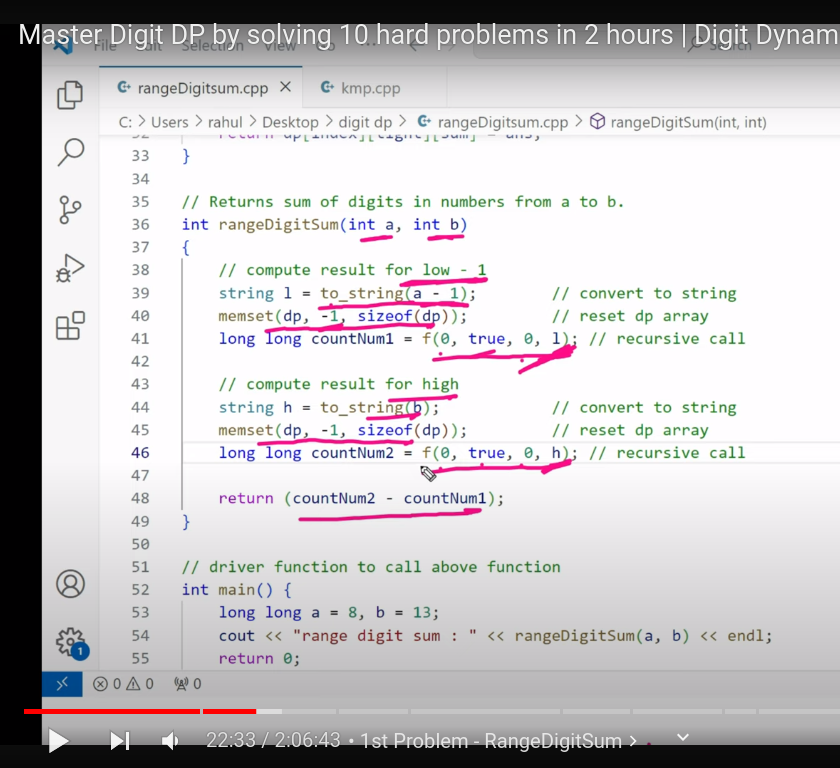 Master Digit DP by solving 10 hard problems in 2 hours | Digit Dynam
File Edit Selection View
rangeDigitsum.cpp
kmp.cpp
C: > Users > rahul > Desktop > digit dp > rangeDigitsum.cpp > rangeDigitSum(int, int)
32 return dp[index][tight][sum] = ans;
33 }
34
35 // Returns sum of digits in numbers from a to b.
36 int rangeDigitSum(int a, int b)
37 {
38 // compute result for low - 1
39 string l = to_string(a - 1); // convert to string
40 memset(dp, -1, sizeof(dp)); // reset dp array
41 long long countNum1 = f(0, true, 0, l); // recursive call
42
43 // compute result for high
44 string h = to_string(b); // convert to string
45 memset(dp, -1, sizeof(dp)); // reset dp array
46 long long countNum2 = f(0, true, 0, h); // recursive call
47
48 return (countNum2 - countNum1);
49 }
50
51 // driver function to call above function
52 int main() {
53 long long a = 8, b = 13;
54 cout << "range digit sum : " << rangeDigitSum(a, b) << endl;
55 return 0;
1
0 0 0
22:33 / 2:06:43 • 1st Problem - RangeDigitSum >